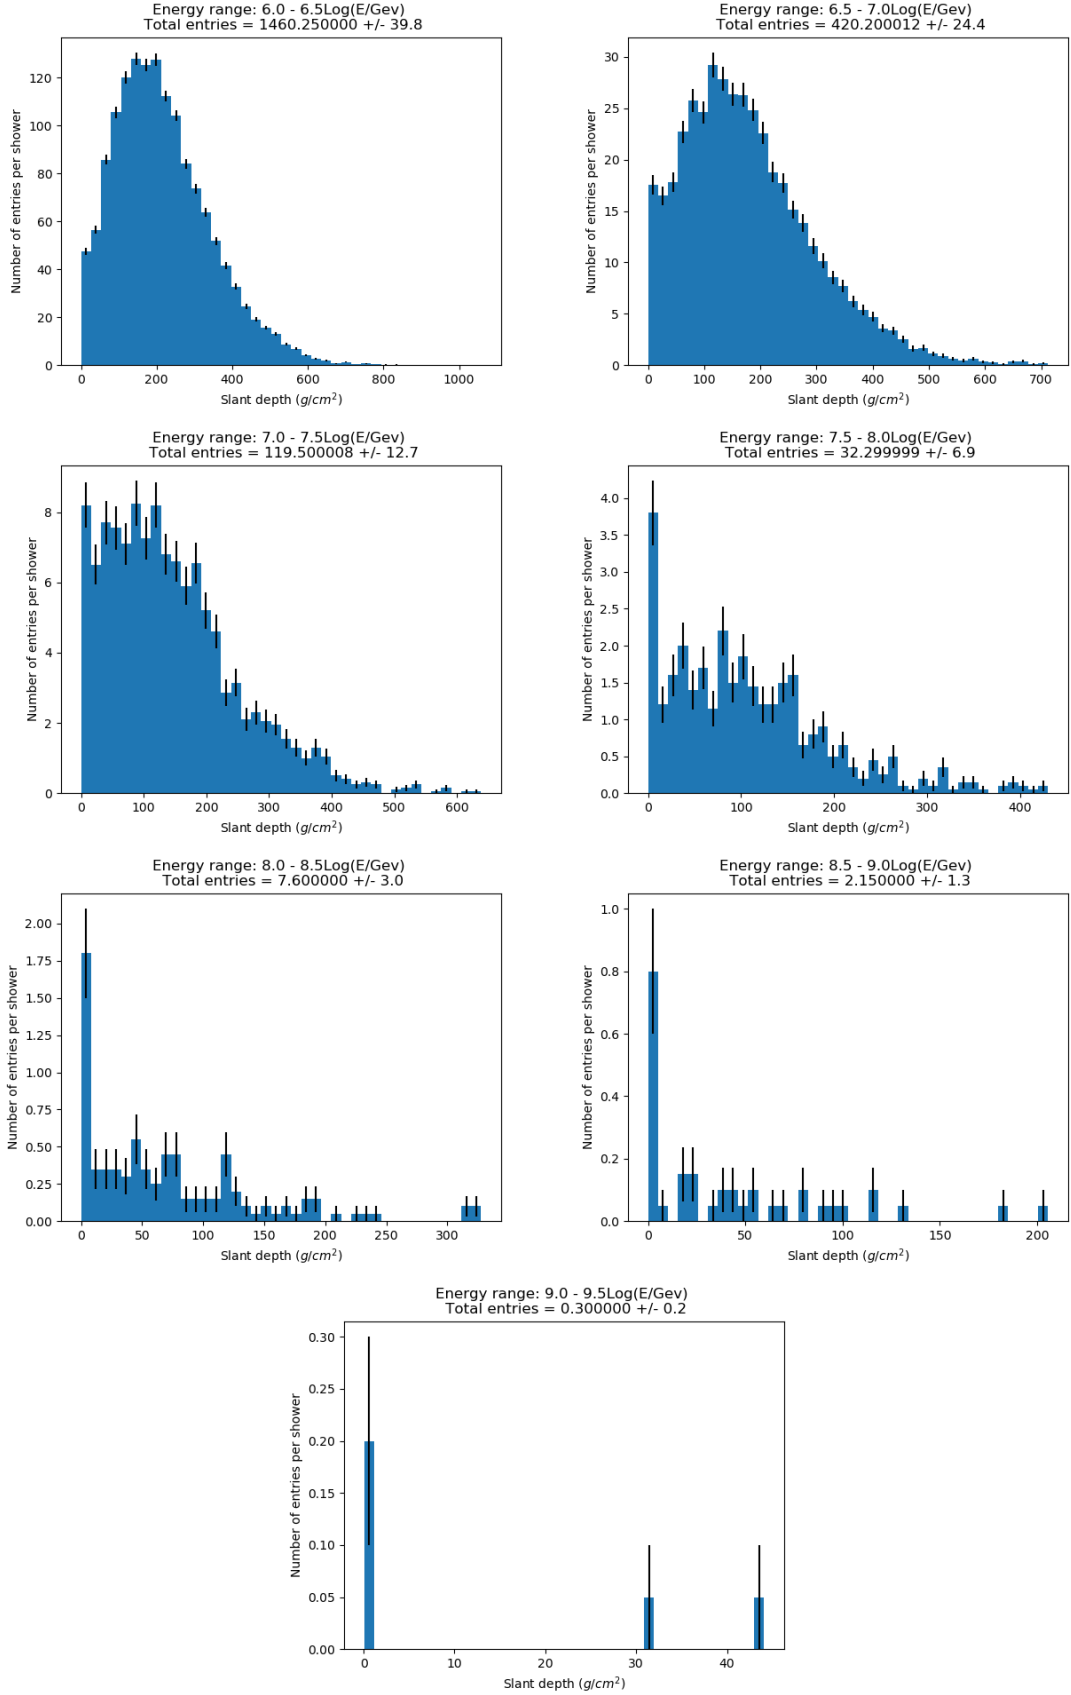 Energy range: 6.0 - 6.5Log(E/Gev)
Total entries = 1460.250000 +/- 39.8
Number of entries per shower
120
100
80
60
40
20
0
0 200 400 600 800 1000
Slant depth (g/cm²)
Energy range: 6.5 - 7.0Log(E/Gev)
Total entries = 420.200012 +/- 24.4
Number of entries per shower
30
25
20
15
10
5
0
0 100 200 300 400 500 600 700
Slant depth (g/cm²)
Energy range: 7.0 - 7.5Log(E/Gev)
Total entries = 119.500008 +/- 12.7
Number of entries per shower
8
6
4
2
0
0 100 200 300 400 500 600
Slant depth (g/cm²)
Energy range: 7.5 - 8.0Log(E/Gev)
Total entries = 32.299999 +/- 6.9
Number of entries per shower
4.0
3.5
3.0
2.5
2.0
1.5
1.0
0.5
0.0
0 100 200 300 400
Slant depth (g/cm²)
Energy range: 8.0 - 8.5Log(E/Gev)
Total entries = 7.600000 +/- 3.0
Number of entries per shower
2.00
1.75
1.50
1.25
1.00
0.75
0.50
0.25
0.00
0 50 100 150 200 250 300
Slant depth (g/cm²)
Energy range: 8.5 - 9.0Log(E/Gev)
Total entries = 2.150000 +/- 1.3
Number of entries per shower
1.0
0.8
0.6
0.4
0.2
0.0
0 50 100 150 200
Slant depth (g/cm²)
Energy range: 9.0 - 9.5Log(E/Gev)
Total entries = 0.300000 +/- 0.2
Number of entries per shower
0.30
0.25
0.20
0.15
0.10
0.05
0.00
0 10 20 30 40
Slant depth (g/cm²)